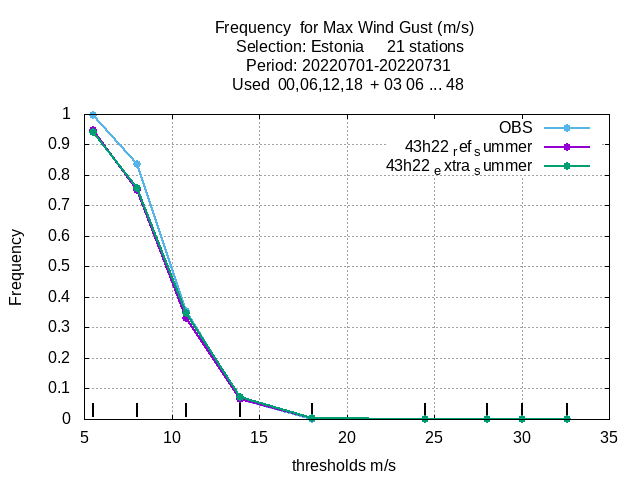 Frequency  for Max Wind Gust (m/s)
Selection: Estonia     21 stations
Period: 20220701-20220731
Used  00,06,12,18  + 03 06 ... 48
OBS
43h22 ref summer
43h22 extra summer
Frequency
1
0.9
0.8
0.7
0.6
0.5
0.4
0.3
0.2
0.1
0
5 10 15 20 25 30 35
thresholds m/s